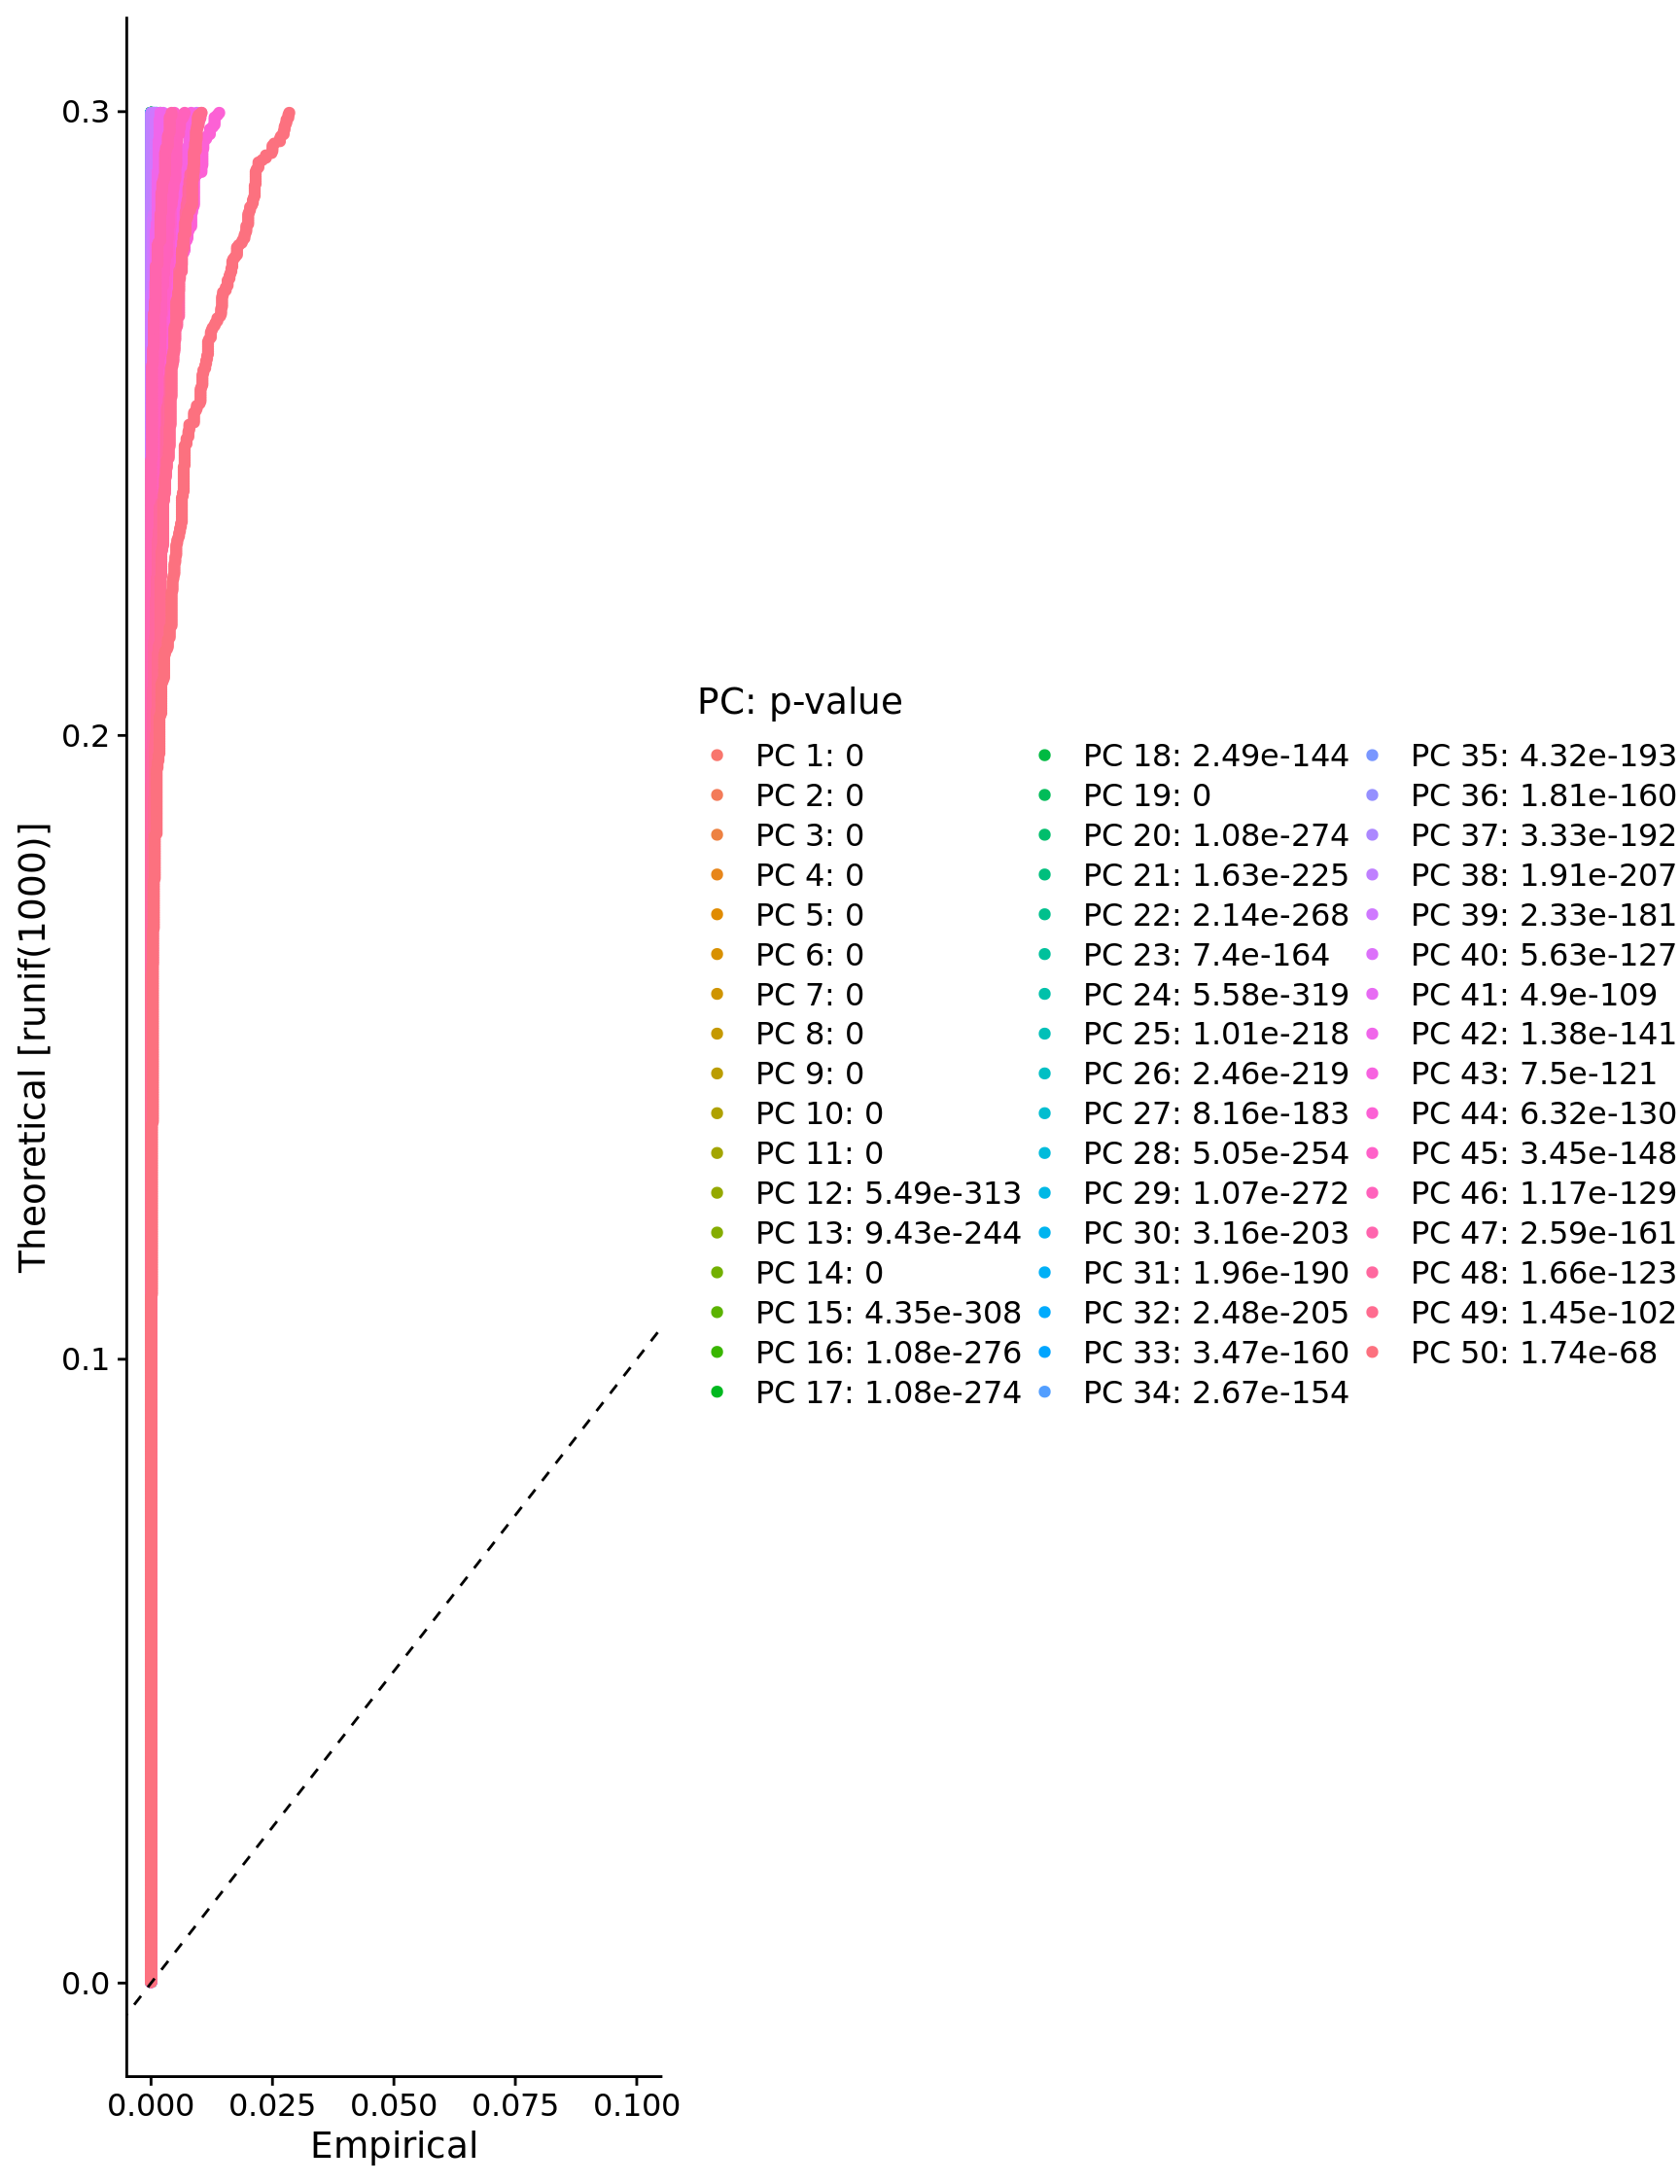 0.3
0.2
0.1
0.0
Theoretical [runif(1000)]
0.000 0.025 0.050 0.075 0.100
Empirical
PC: p-value
PC 1: 0
PC 2: 0
PC 3: 0
PC 4: 0
PC 5: 0
PC 6: 0
PC 7: 0
PC 8: 0
PC 9: 0
PC 10: 0
PC 11: 0
PC 12: 5.49e-313
PC 13: 9.43e-244
PC 14: 0
PC 15: 4.35e-308
PC 16: 1.08e-276
PC 17: 1.08e-274
PC 18: 2.49e-144
PC 19: 0
PC 20: 1.08e-274
PC 21: 1.63e-225
PC 22: 2.14e-268
PC 23: 7.4e-164
PC 24: 5.58e-319
PC 25: 1.01e-218
PC 26: 2.46e-219
PC 27: 8.16e-183
PC 28: 5.05e-254
PC 29: 1.07e-272
PC 30: 3.16e-203
PC 31: 1.96e-190
PC 32: 2.48e-205
PC 33: 3.47e-160
PC 34: 2.67e-154
PC 35: 4.32e-193
PC 36: 1.81e-160
PC 37: 3.33e-192
PC 38: 1.91e-207
PC 39: 2.33e-181
PC 40: 5.63e-127
PC 41: 4.9e-109
PC 42: 1.38e-141
PC 43: 7.5e-121
PC 44: 6.32e-130
PC 45: 3.45e-148
PC 46: 1.17e-129
PC 47: 2.59e-161
PC 48: 1.66e-123
PC 49: 1.45e-102
PC 50: 1.74e-68